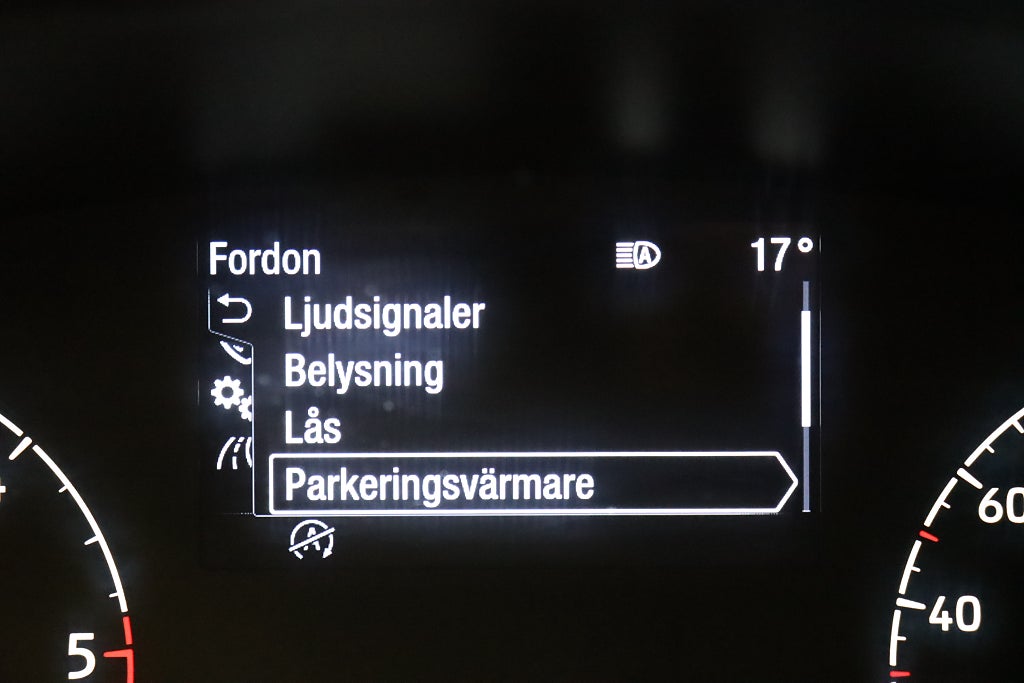 Fordon
A
17°
Ljudsignaler
Belysning
Lås
Parkeringsvärmare
A
60
40
5